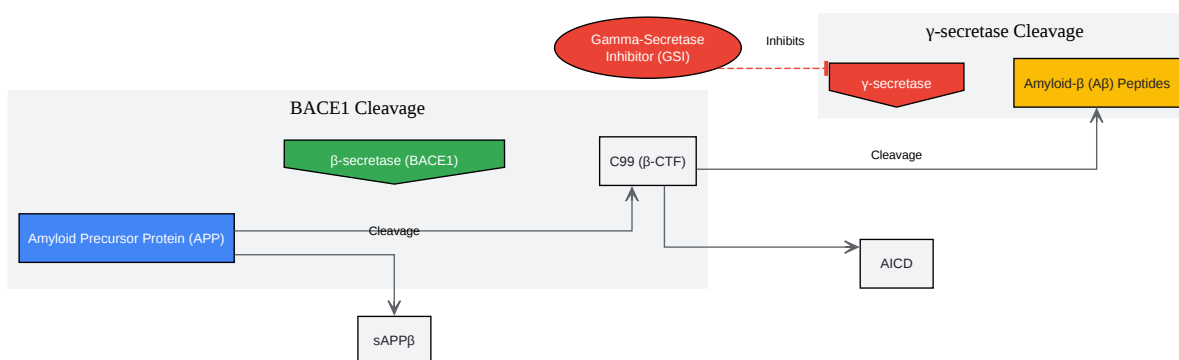 Gamma-Secretase
Inhibitor (GSI)
Inhibits
γ-secretase Cleavage
γ-secretase
Amyloid-β (Aβ) Peptides
BACE1 Cleavage
β-secretase (BACE1)
C99 (β-CTF)
Cleavage
Amyloid Precursor Protein (APP)
Cleavage
AICD
sAPPβ